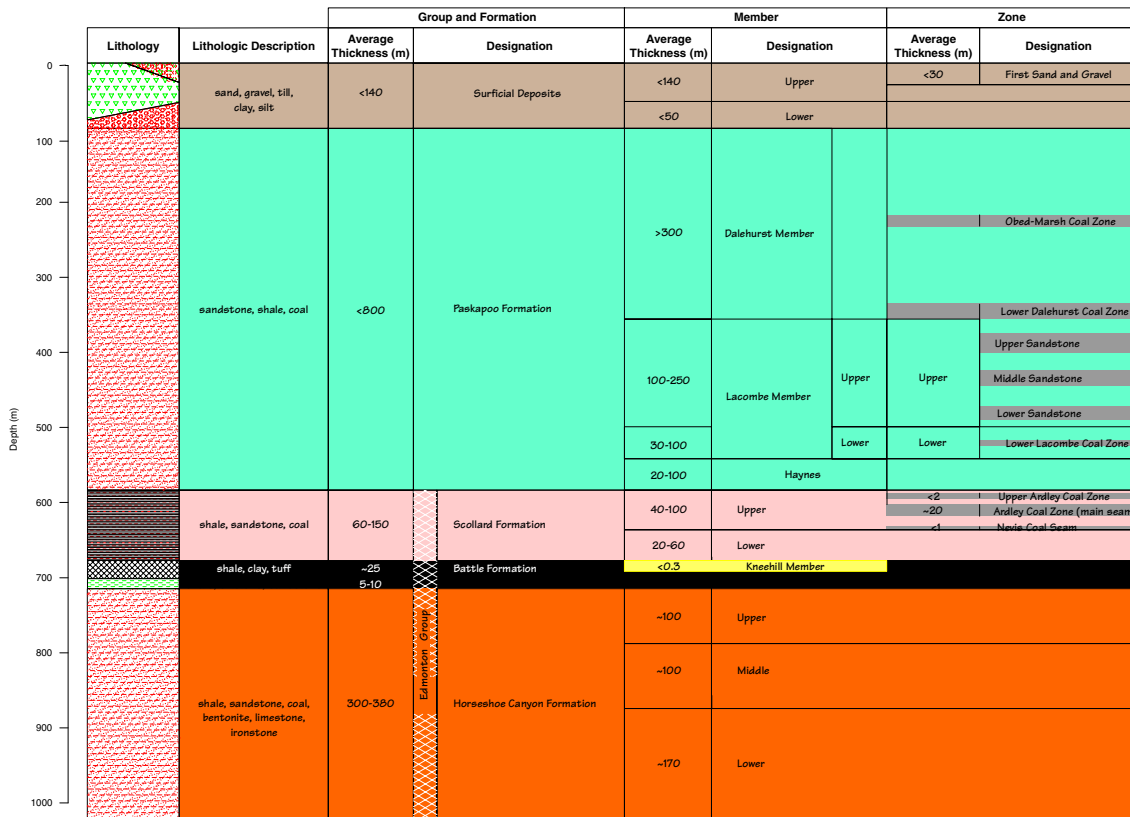 Group and Formation
Member
Zone
Lithology
Lithologic Description
Average
Thickness (m)
Designation
Average
Thickness (m)
Designation
Average
Thickness (m)
Designation
Depth (m)
0
100
200
300
400
500
600
700
800
900
1000
sand, gravel, till,
clay, silt
<140
Surficial Deposits
<140
Upper
<50
Lower
<30
First Sand and Gravel
sandstone, shale, coal
<800
Paskapoo Formation
>300
Dalehurst Member
Obed-Marsh Coal Zone
Lower Dalehurst Coal Zone
100-250
Lacombe Member
Upper
Upper
Upper Sandstone
Middle Sandstone
Lower Sandstone
30-100
Lower
Lower
Lower Lacombe Coal Zone
20-100
Haynes
shale, sandstone, coal
60-150
Scollard Formation
40-100
Upper
<2
Upper Ardley Coal Zone
~20
Ardley Coal Zone (main seam
<1
Nevis Coal Seam
20-60
Lower
shale, clay, tuff
~25
Battle Formation
<0.3
Kneehill Member
5-10
Edmonton Group
shale, sandstone, coal,
bentonite, limestone,
ironstone
300-380
Horseshoe Canyon Formation
~100
Upper
~100
Middle
~170
Lower